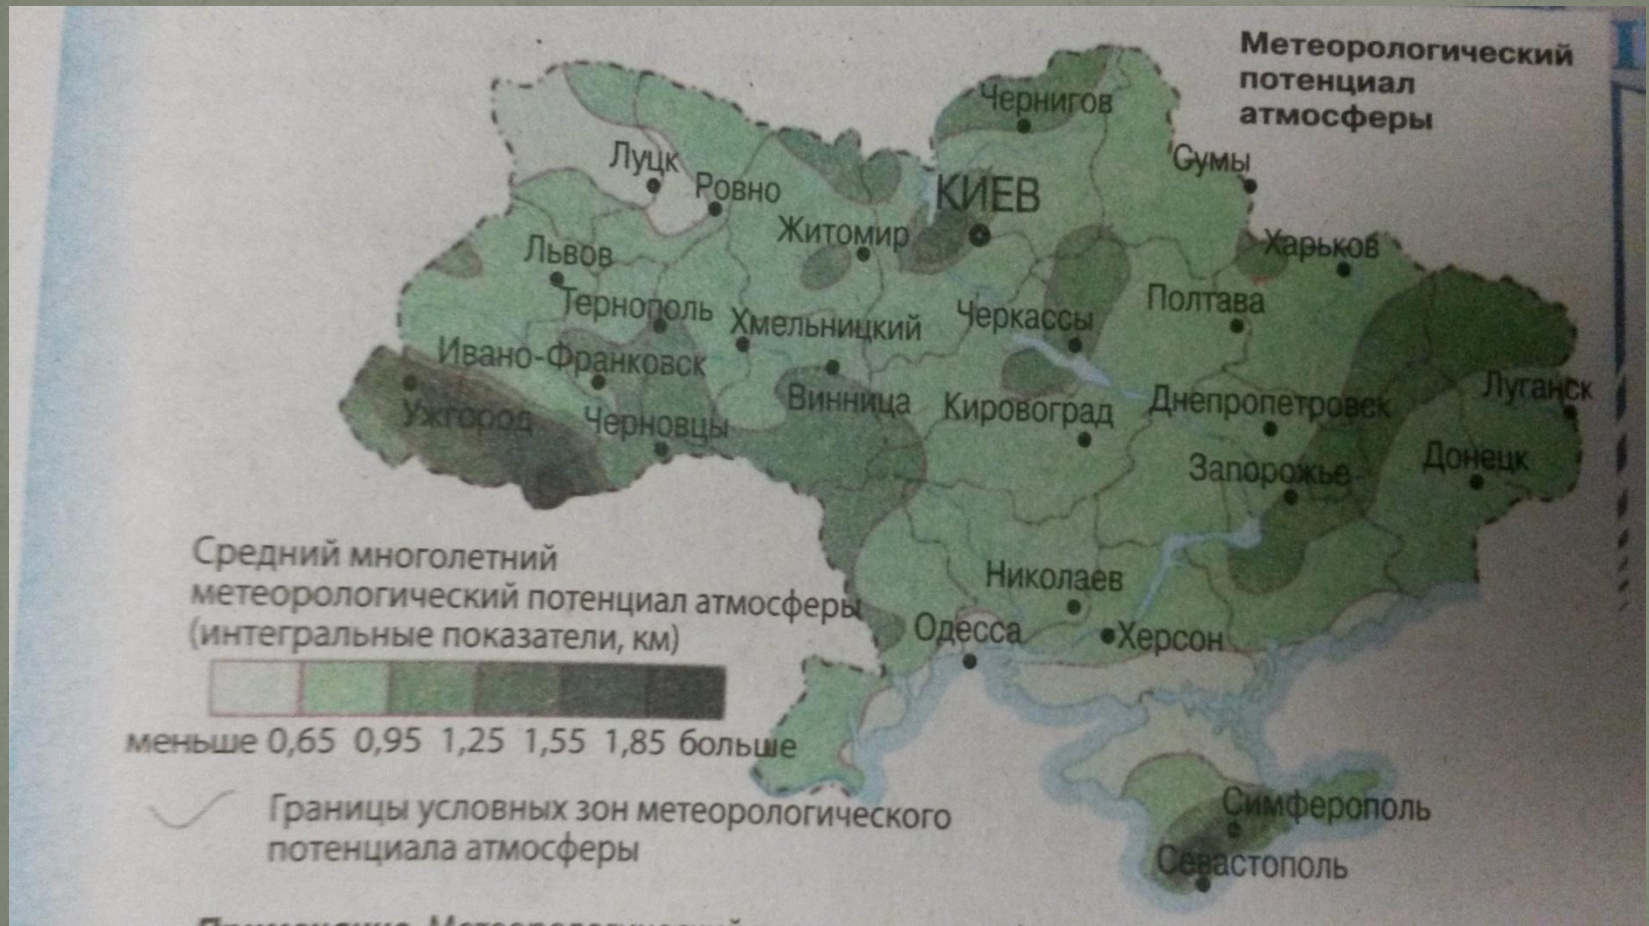 Метеорологический
потенциал
атмосферы
Чернигов
Луцк
Ровно
КИЕВ
Сумы
Житомир
Львов
Харьков
Тернополь
Хмельницкий
Черкассы
Полтава
Ивано-Франковск
Ужгород
Черновцы
Винница
Кировоград
Днепропетровск
Луганск
Запорожье
Донецк
Николаев
Одесса
Херсон
Симферополь
Севастополь
Средний многолетний
метеорологический потенциал атмосферы
(интегральные показатели, км)
меньше 0,65 0,95 1,25 1,55 1,85 больше
Границы условных зон метеорологического
потенциала атмосферы